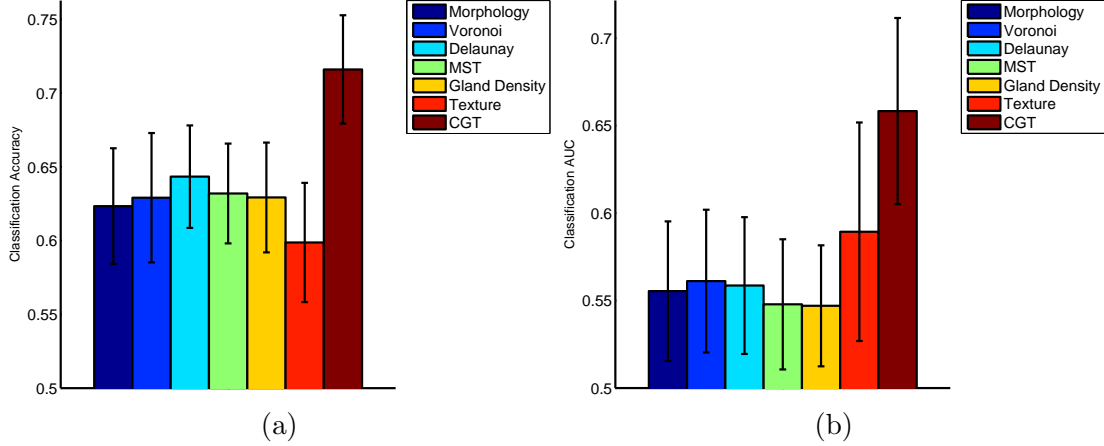 0.75
0.7
0.65
0.6
0.55
0.5
Classification Accuracy
Morphology
Voronoi
Delaunay
MST
Gland Density
Texture
CGT
(a)
0.7
0.65
0.6
0.55
0.5
Classification AUC
Morphology
Voronoi
Delaunay
MST
Gland Density
Texture
CGT
(b)